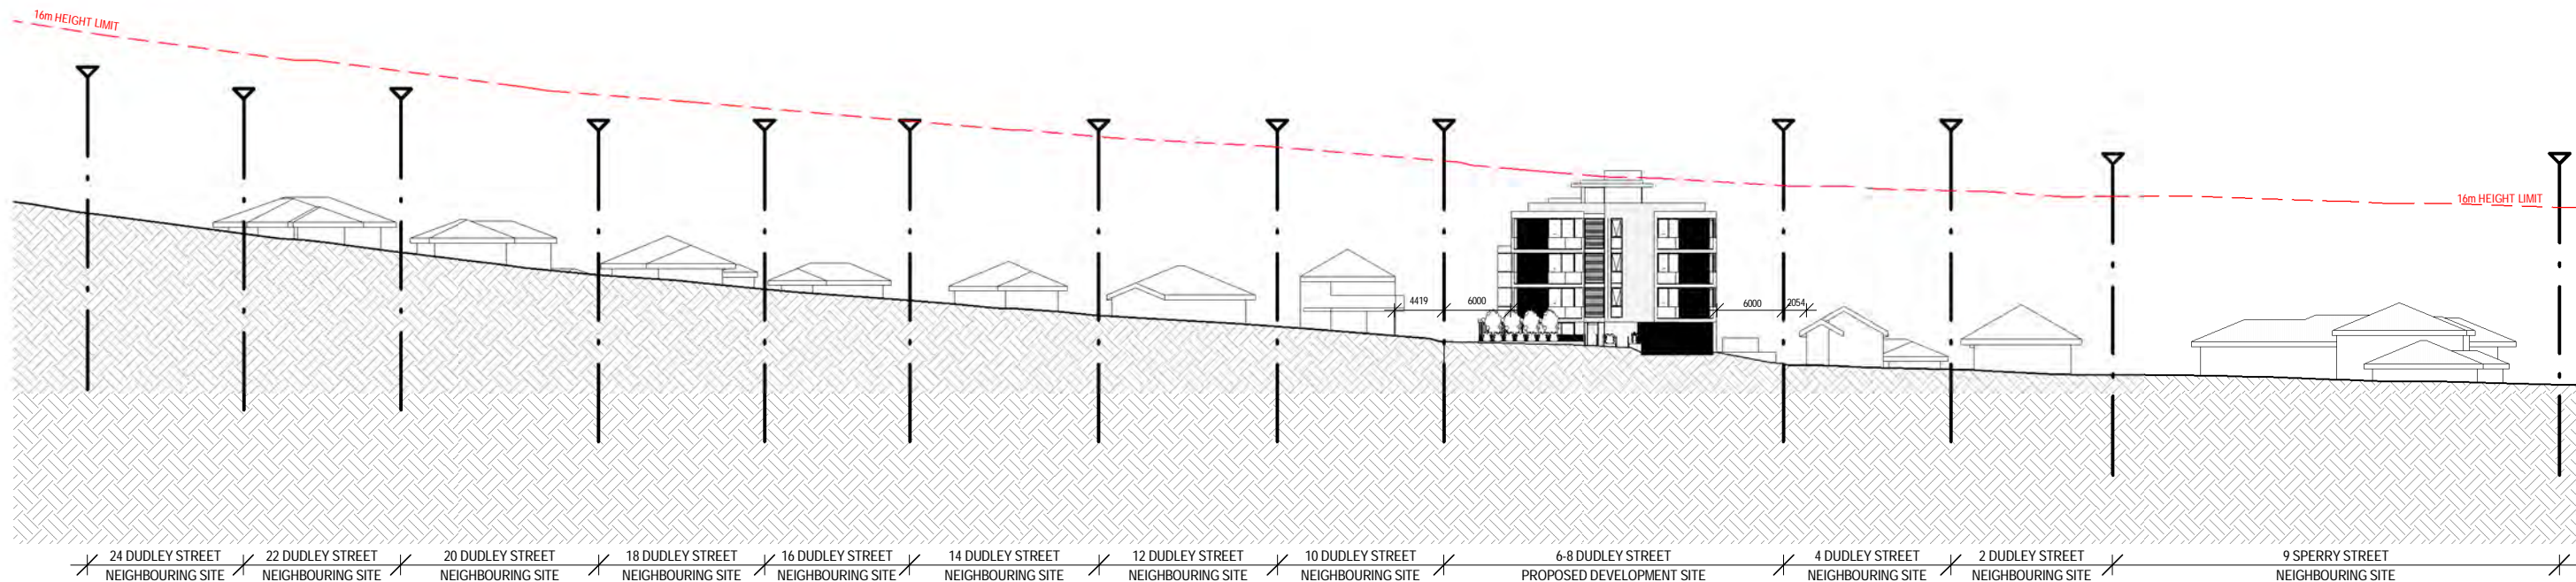 16m HEIGHT LIMIT
16m HEIGHT LIMIT
4419
6000
6000
2054
24 DUDLEY STREET
NEIGHBOURING SITE
22 DUDLEY STREET
NEIGHBOURING SITE
20 DUDLEY STREET
NEIGHBOURING SITE
18 DUDLEY STREET
NEIGHBOURING SITE
16 DUDLEY STREET
NEIGHBOURING SITE
14 DUDLEY STREET
NEIGHBOURING SITE
12 DUDLEY STREET
NEIGHBOURING SITE
10 DUDLEY STREET
NEIGHBOURING SITE
6-8 DUDLEY STREET
PROPOSED DEVELOPMENT SITE
4 DUDLEY STREET
NEIGHBOURING SITE
2 DUDLEY STREET
NEIGHBOURING SITE
9 SPERRY STREET
NEIGHBOURING SITE